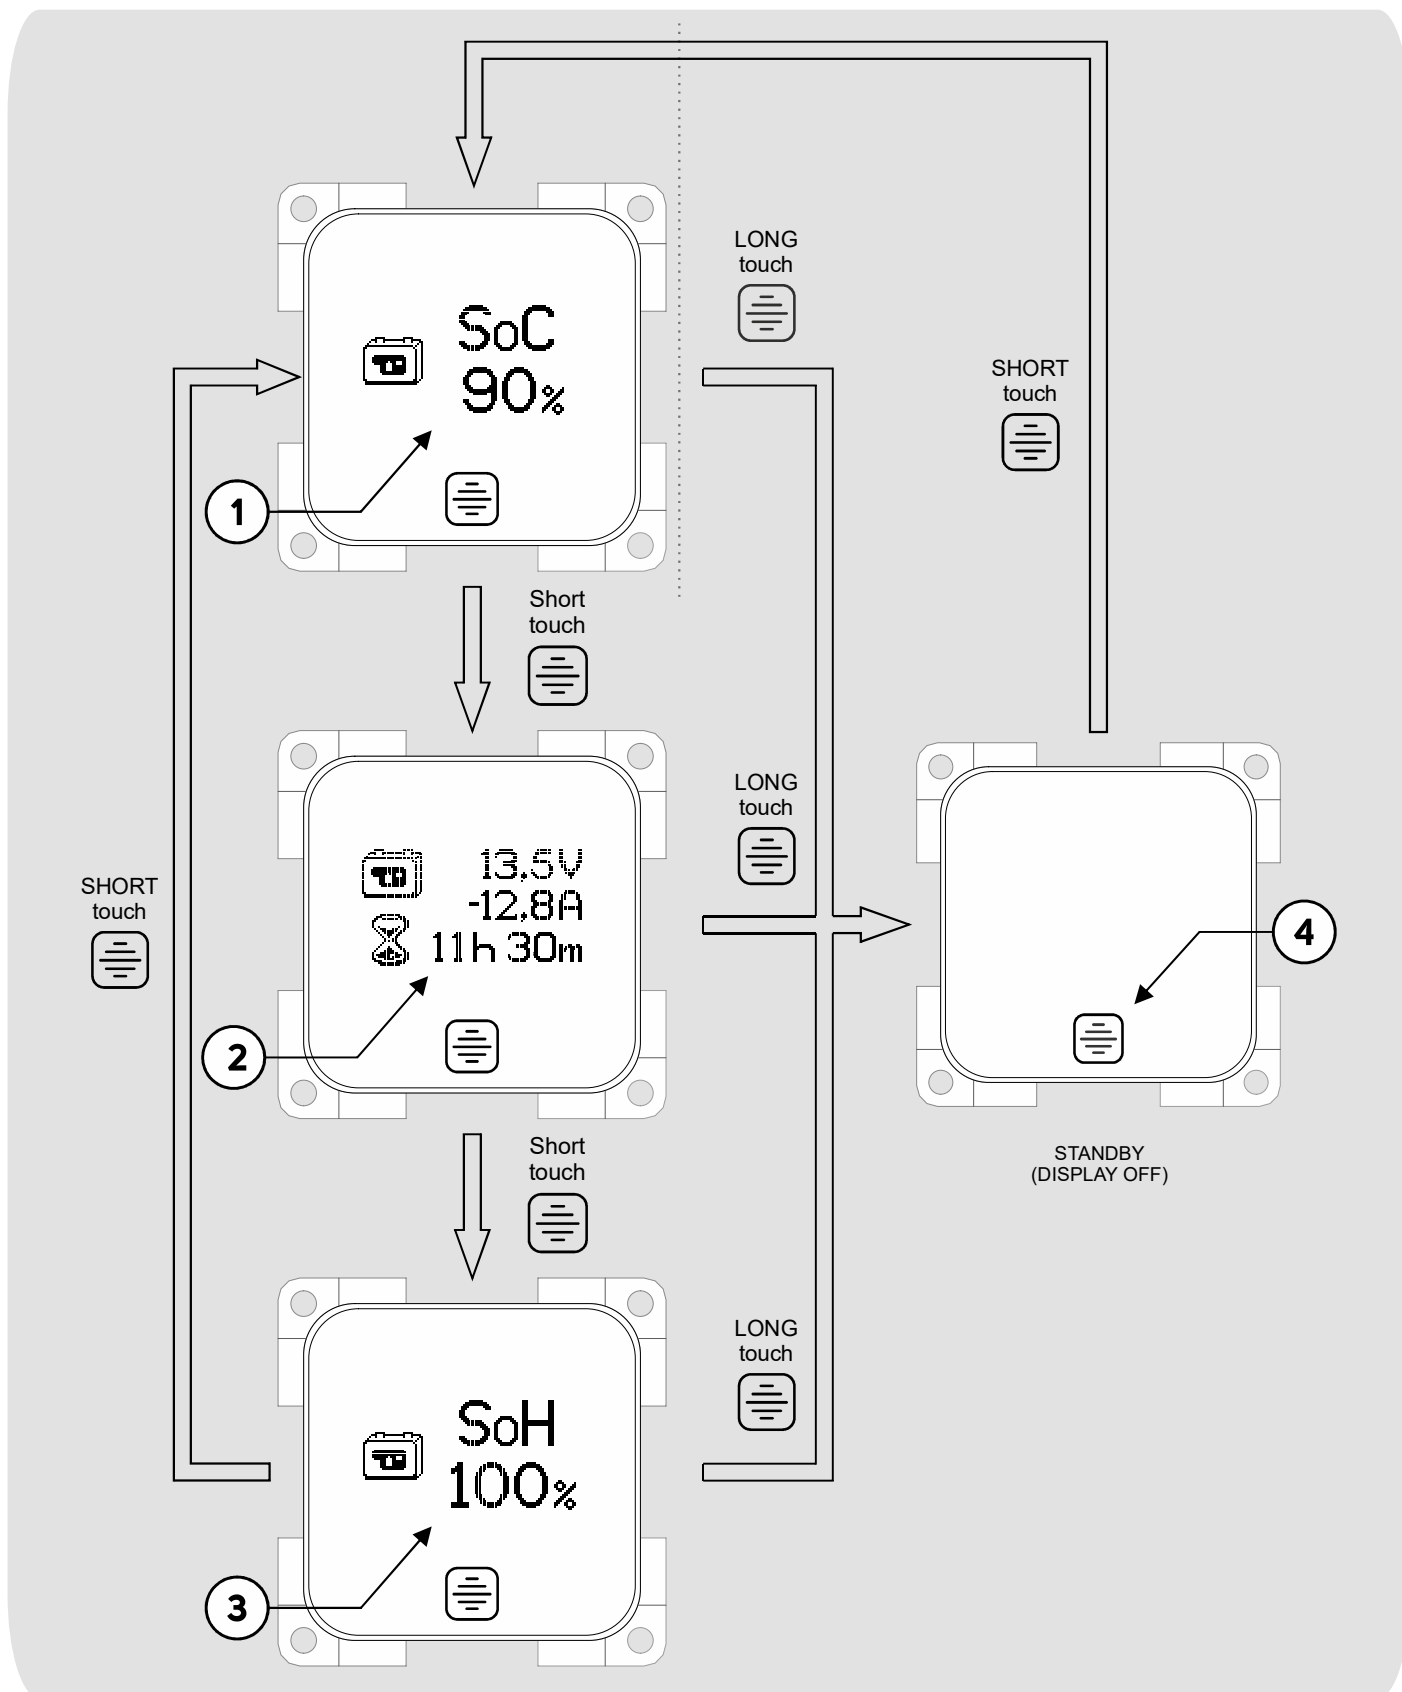 LONG
touch
SoC
90%
SHORT
touch
1
Short
touch
LONG
touch
13,5V
-12,8A
11h 30m
SHORT
touch
4
2
STANDBY
(DISPLAY OFF)
Short
touch
LONG
touch
SoH
100%
3